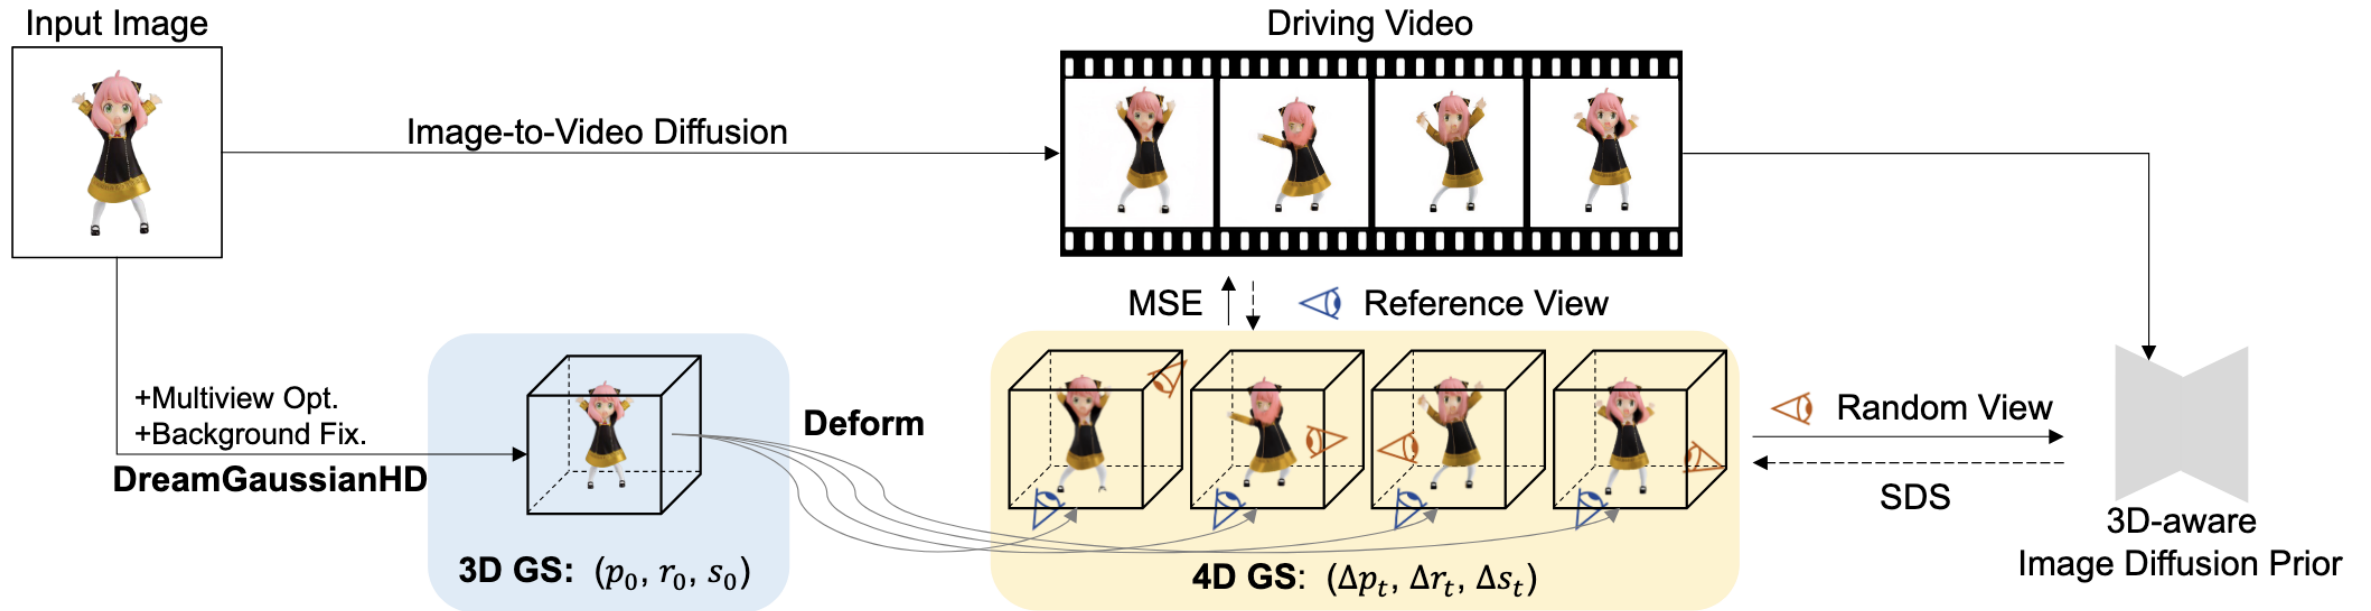 Input Image
Driving Video
Image-to-Video Diffusion
MSE
Reference View
+Multiview Opt.
+Background Fix.
DreamGaussianHD
Deform
Random View
SDS
3D-aware
Image Diffusion Prior
3D GS: (p₀, r₀, s₀)
4D GS: (Δpₜ, Δrₜ, Δsₜ)